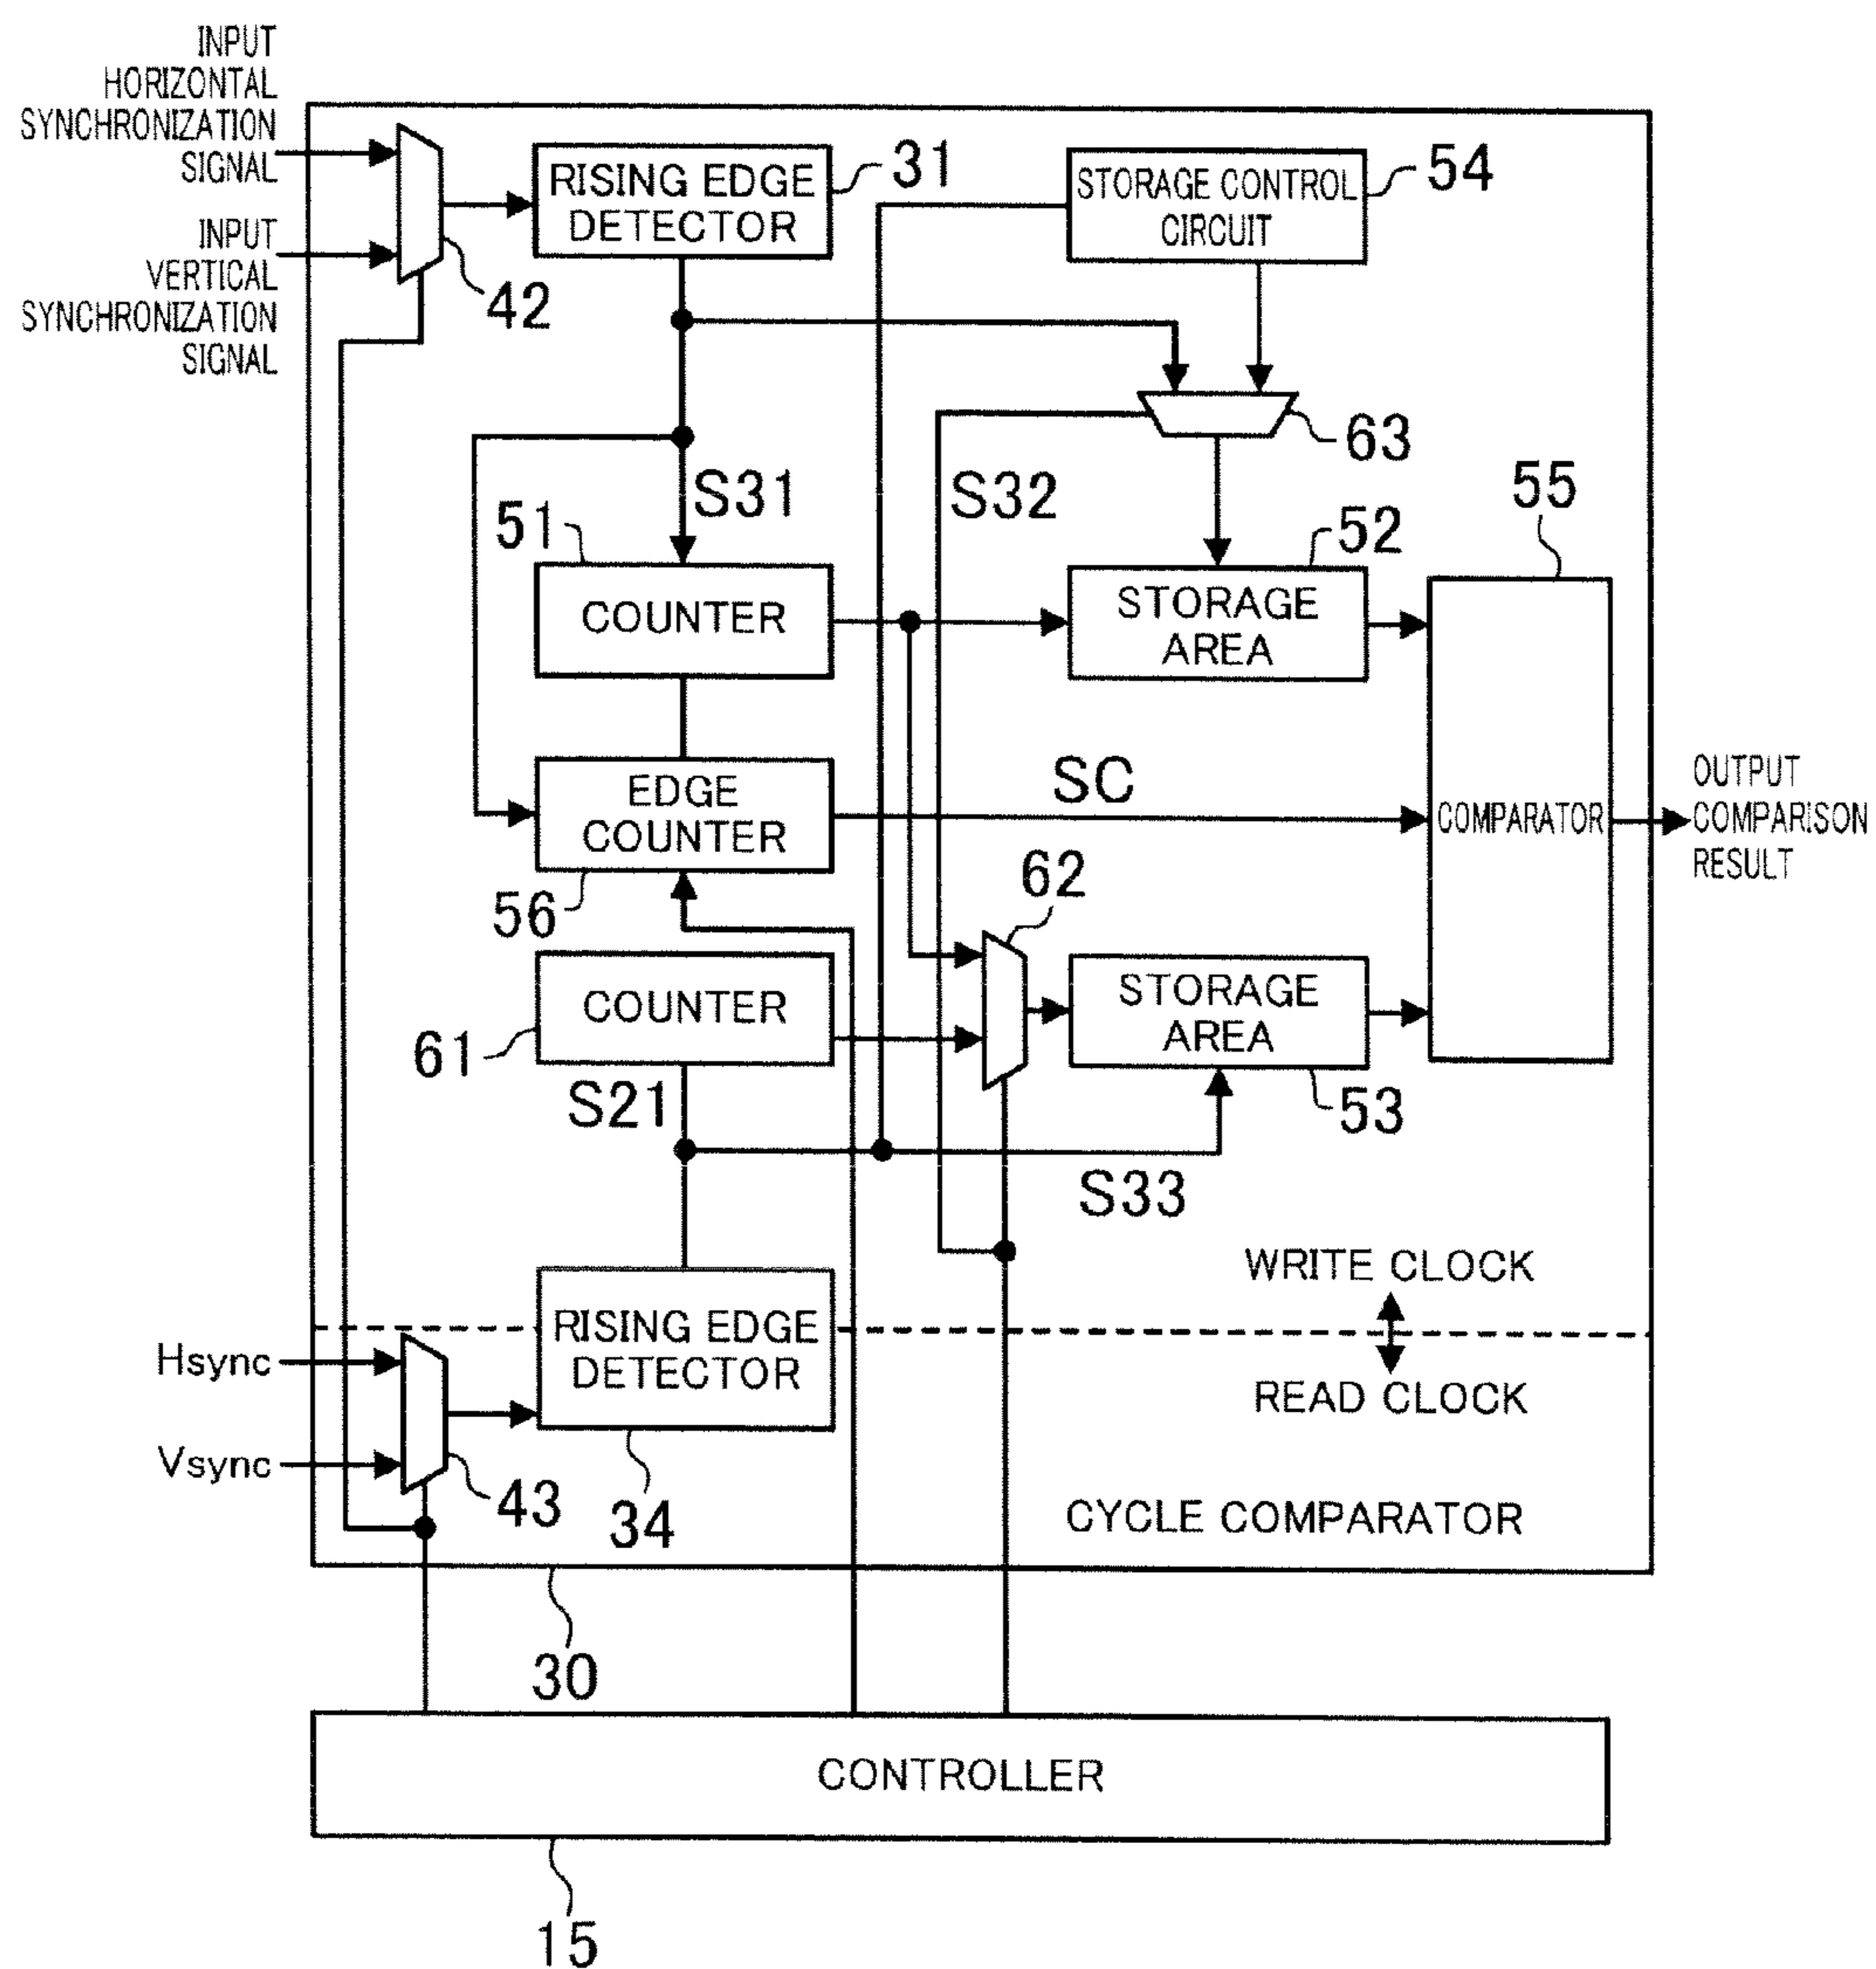 INPUT
HORIZONTAL
SYNCHRONIZATION
SIGNAL
INPUT
VERTICAL
SYNCHRONIZATION
SIGNAL
42
RISING EDGE
DETECTOR
31
STORAGE CONTROL
CIRCUIT
54
63
S31
S32
55
51
COUNTER
52
STORAGE
AREA
EDGE
COUNTER
56
SC
COMPARATOR
OUTPUT
COMPARISON
RESULT
62
COUNTER
61
STORAGE
AREA
53
S21
S33
WRITE CLOCK
READ CLOCK
Hsync
Vsync
43
RISING EDGE
DETECTOR
34
CYCLE COMPARATOR
30
CONTROLLER
15